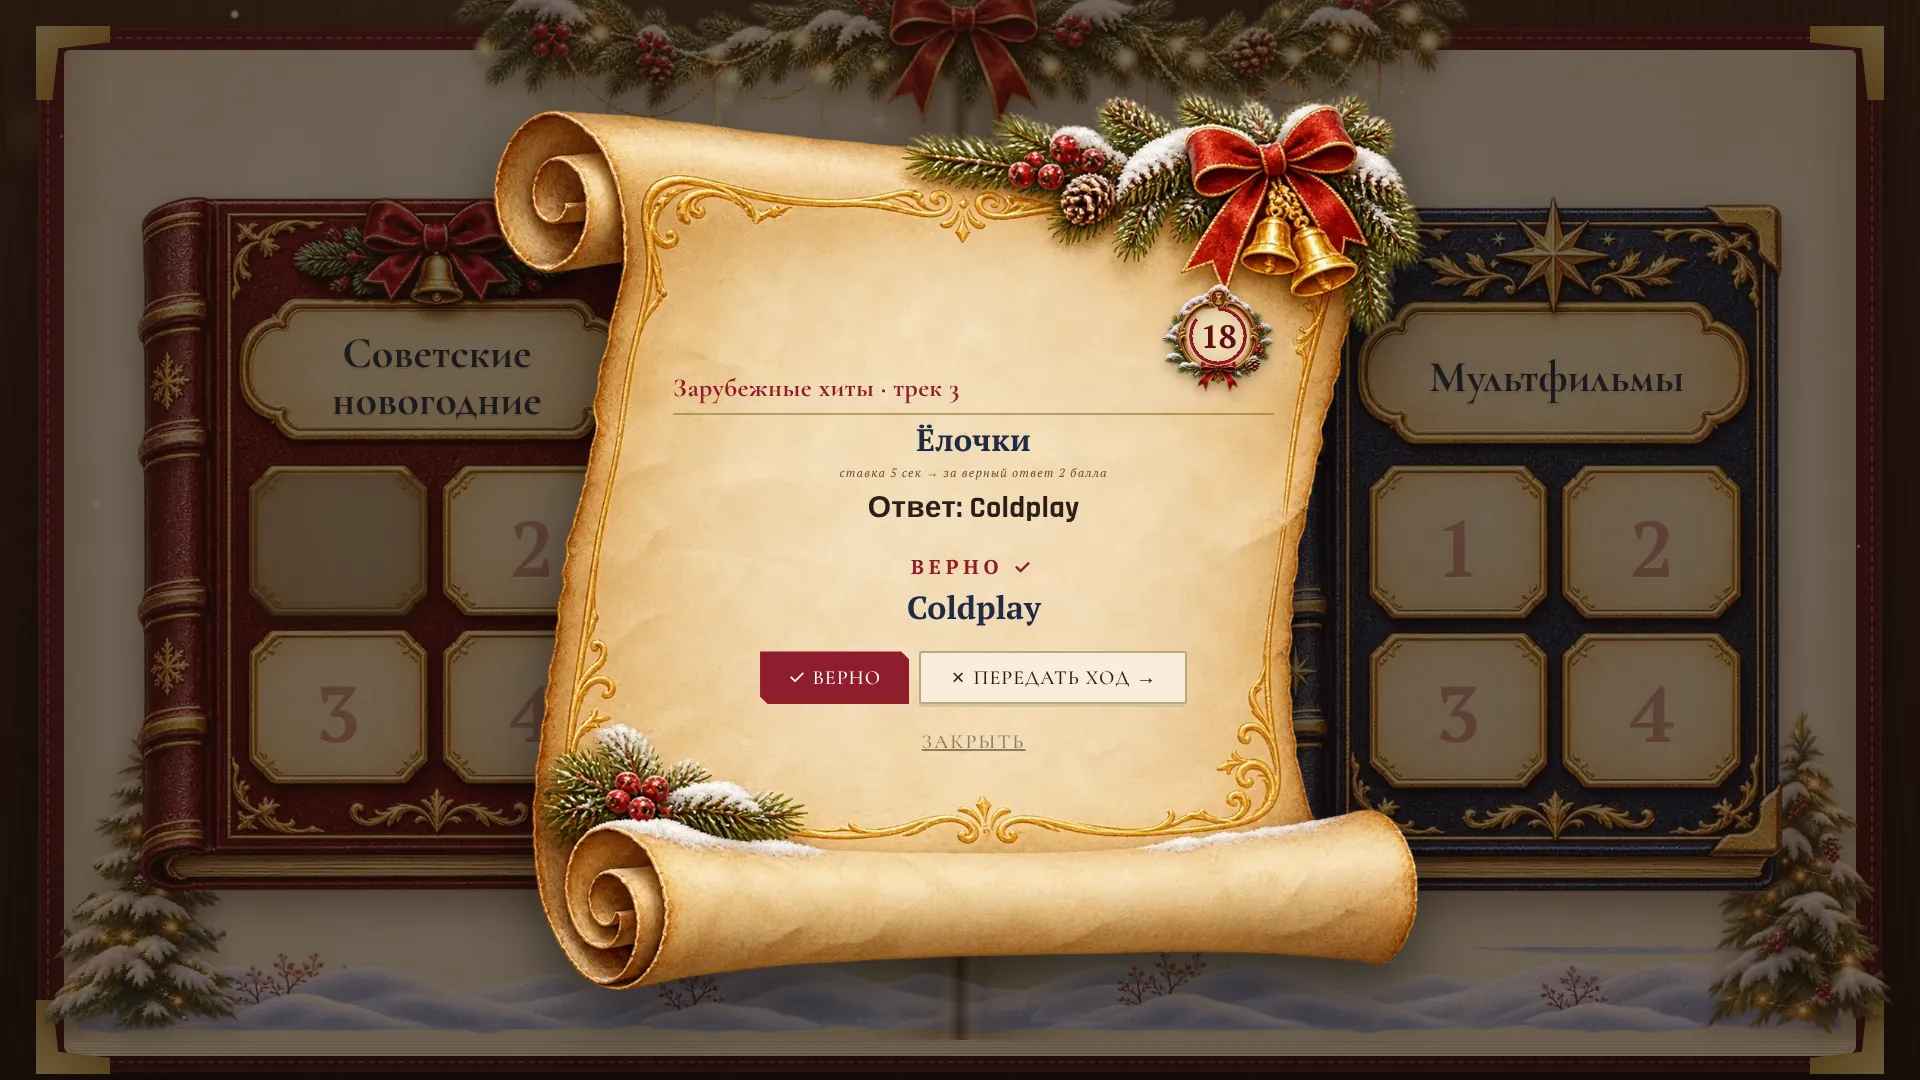 Советские
новогодние
2
3
4
18
Зарубежные хиты · трек 3
Ёлочки
ставка 5 сек → за верный ответ 2 балла
Ответ: Coldplay
ВЕРНО ✓
Coldplay
✓ ВЕРНО
✕ ПЕРЕДАТЬ ХОД →
ЗАКРЫТЬ
Мультфильмы
1
2
3
4